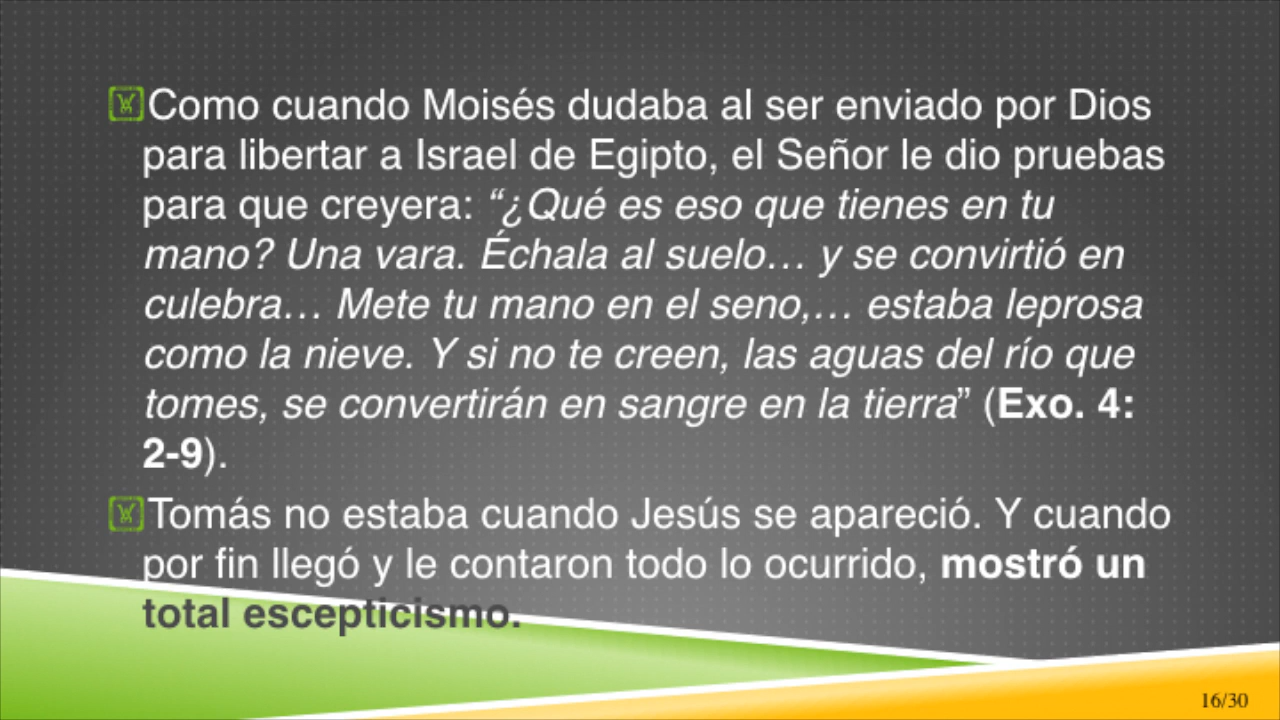 Como cuando Moisés dudaba al ser enviado por Dios
para libertar a Israel de Egipto, el Señor le dio pruebas
para que creyera: “¿Qué es eso que tienes en tu
mano? Una vara. Échala al suelo… y se convirtió en
culebra… Mete tu mano en el seno,… estaba leprosa
como la nieve. Y si no te creen, las aguas del río que
tomes, se convertirán en sangre en la tierra” (Exo. 4:
2-9).
Tomás no estaba cuando Jesús se apareció. Y cuando
por fin llegó y le contaron todo lo ocurrido, mostró un
total escepticismo.
16/30